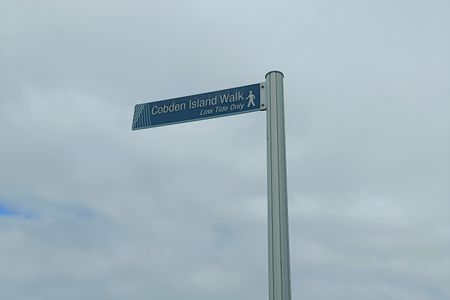 Cobden Island Walk
Low Tide Only